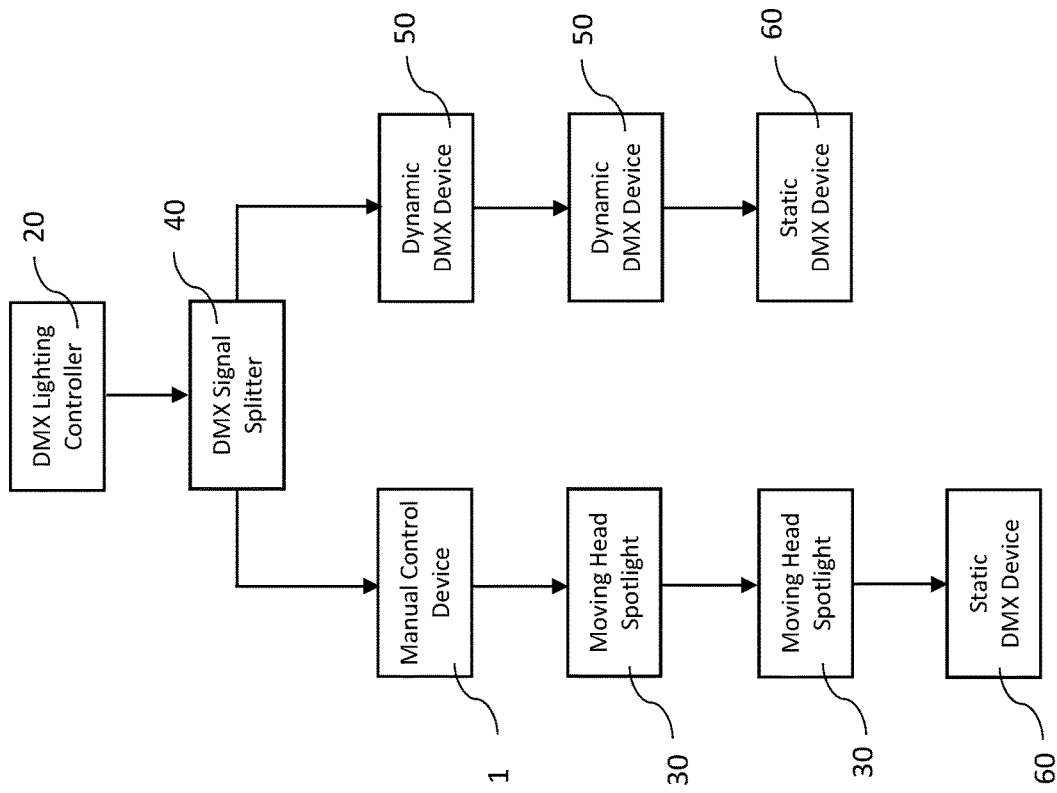 20
DMX Lighting
Controller
40
DMX Signal
Splitter
1
Manual Control
Device
30
Moving Head
Spotlight
30
Moving Head
Spotlight
60
Static
DMX Device
50
Dynamic
DMX Device
50
Dynamic
DMX Device
60
Static
DMX Device